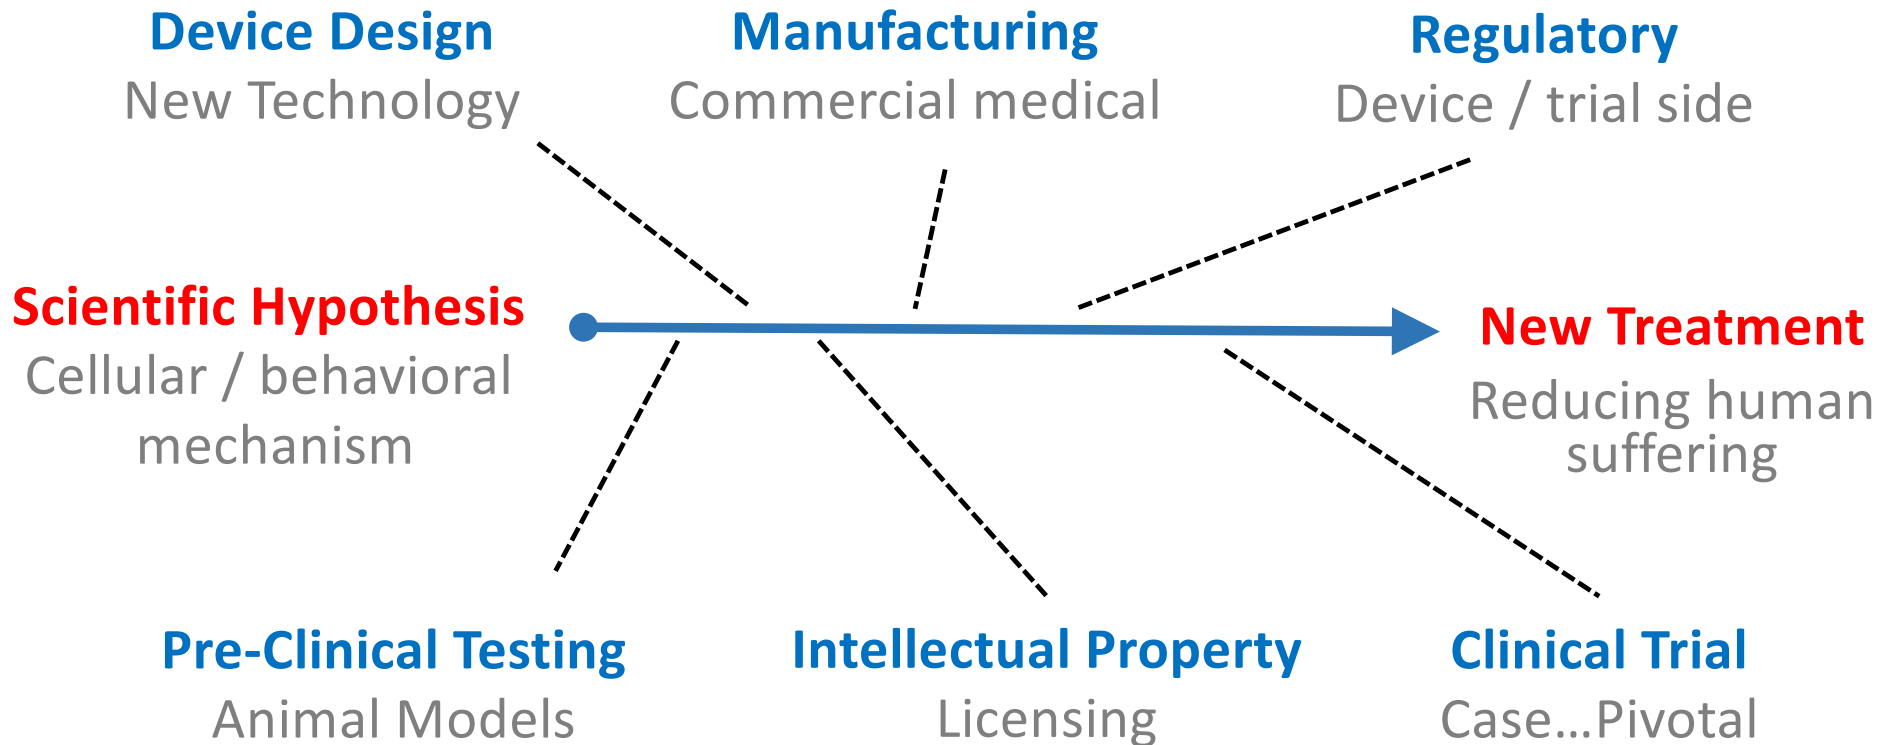 Device Design
New Technology
Manufacturing
Commercial medical
Regulatory
Device / trial side
Scientific Hypothesis
Cellular / behavioral
mechanism
New Treatment
Reducing human
suffering
Pre-Clinical Testing
Animal Models
Intellectual Property
Licensing
Clinical Trial
Case...Pivotal